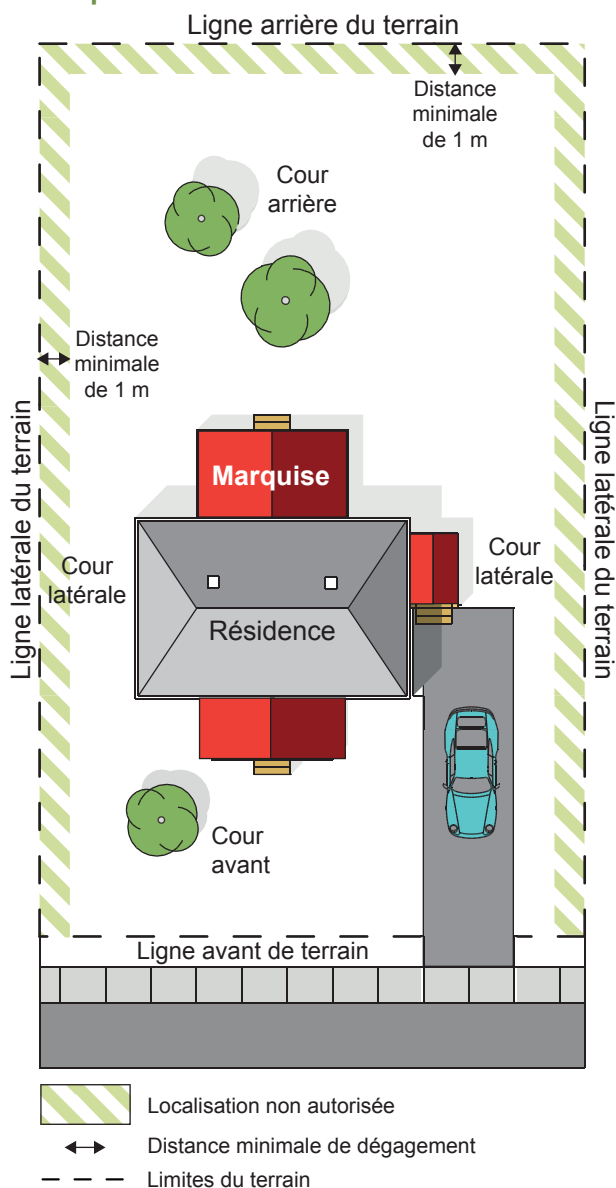 Ligne arrière du terrain
Distance
minimale
de 1 m
Cour
arrière
Distance
minimale
de 1 m
Ligne latérale du terrain
Ligne latérale du terrain
Marquise
Cour
latérale
Cour
latérale
Résidence
Cour
avant
Ligne avant de terrain
Localisation non autorisée
Distance minimale de dégagement
Limites du terrain